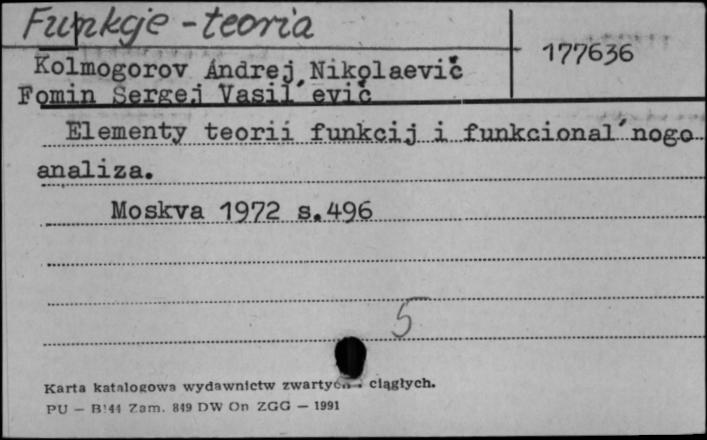 Funkcje - teoria
177636
Kolmogorov Andrej Nikolaevič
Fomin Sergej Vasil'evič
Elementy teorii funkcij i funkcional'nogo
analiza.
Moskva 1972 s.496
5
Karta katalogowa wydawnictw zwartych i ciągłych.
PU — B/44 Zam. 849 DW On ZGG — 1991